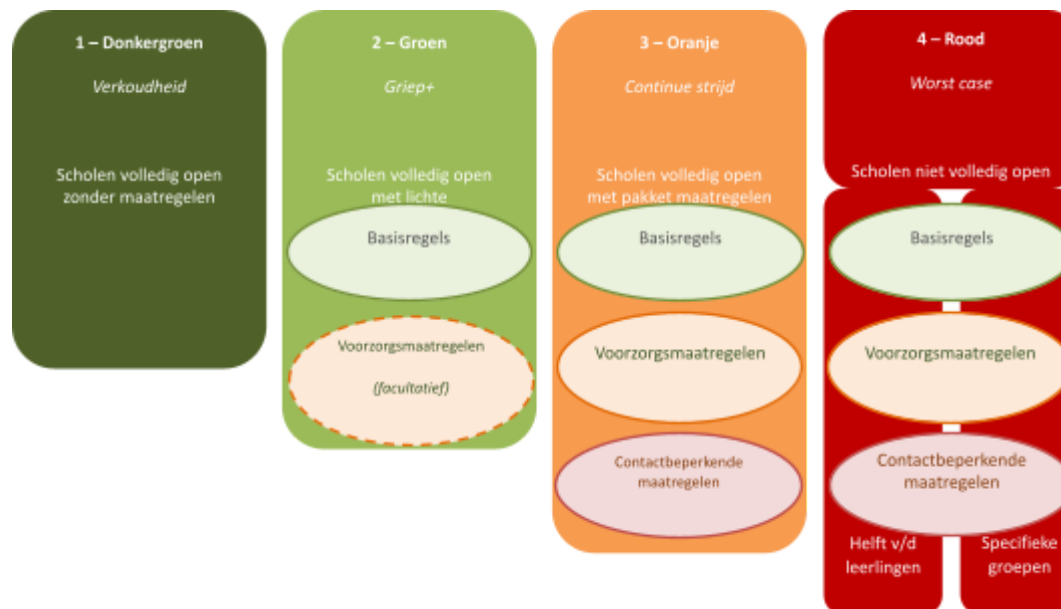 1 – Donkergroen
Verkoudheid
Scholen volledig open
zonder maatregelen
2 – Groen
Griep+
Scholen volledig open
met lichte
Basisregels
Voorzorgsmaatregelen
(facultatief)
3 – Oranje
Continue strijd
Scholen volledig open
met pakket maatregelen
Basisregels
Voorzorgsmaatregelen
Contactbeperkende
maatregelen
4 – Rood
Worst case
Scholen niet volledig open
Basisregels
Voorzorgsmaatregelen
Contactbeperkende
maatregelen
Helft v/d
leerlingen
Specifieke
groepen